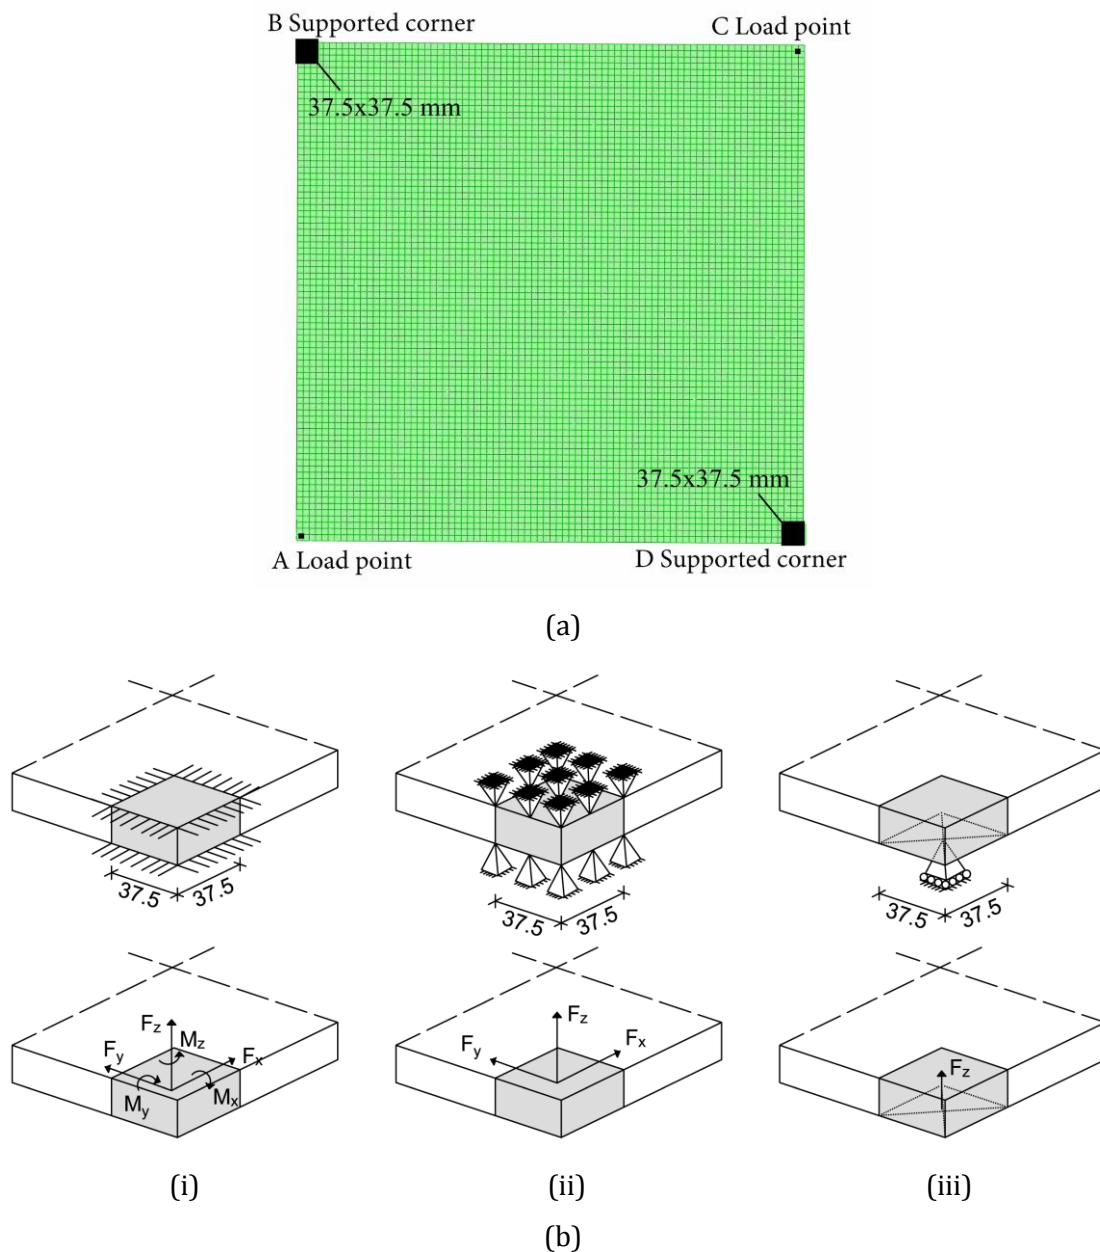 B Supported corner
C Load point
37.5x37.5 mm
37.5x37.5 mm
A Load point
D Supported corner
(a)
37.5 37.5
37.5 37.5
37.5 37.5
Fz
Mz
Fy
Fx
My
Mx
Fz
Fy
Fx
Fz
(i)
(ii)
(iii)
(b)